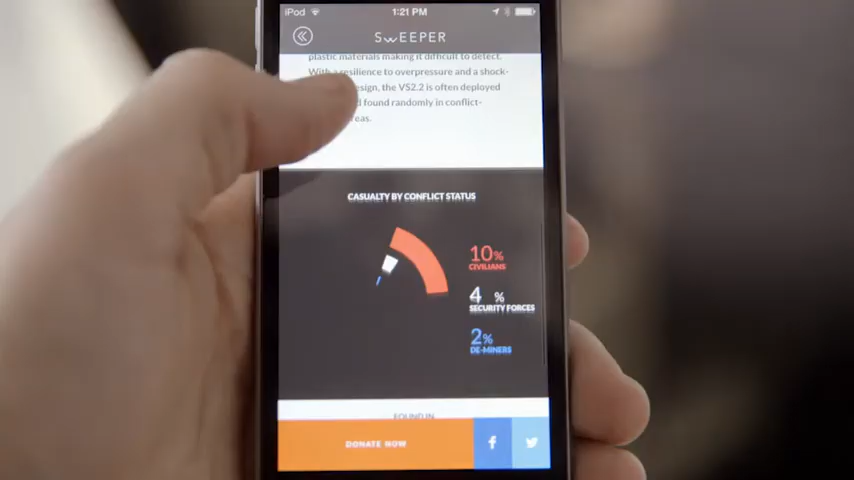 iPod 1:21 PM
SWEEPER
plastic materials making it difficult to detect.
With a resilience to overpressure and a shock-
the VS2.2 is often deployed
found randomly in conflict-
CASUALTY BY CONFLICT STATUS
10%
CIVILIANS
4 %
SECURITY FORCES
2%
DE-MINERS
FOUND IN
DONATE NOW f